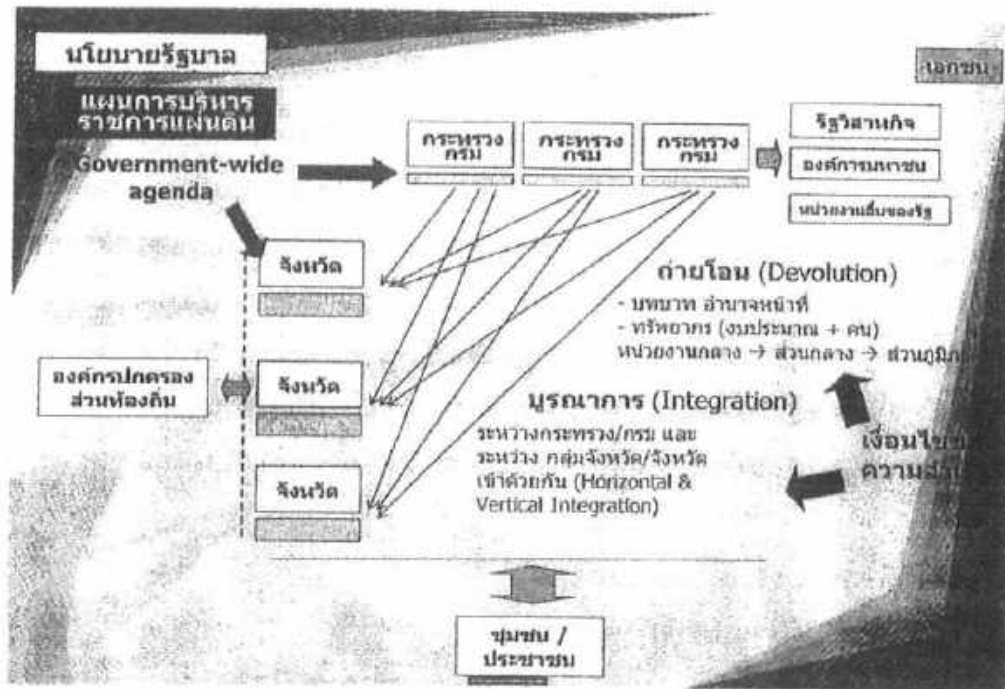 นโยบายรัฐบาล
เอกชน
แผนการบริหาร
ราชการแผ่นดิน
Government-wide
agenda
กระทรวง
กรม
กระทรวง
กรม
กระทรวง
กรม
รัฐวิสาหกิจ
องค์การมหาชน
หน่วยงานอื่นของรัฐ
จังหวัด
ถ่ายโอน (Devolution)
- บทบาท อำนาจหน้าที่
- ทรัพยากร (งบประมาณ + คน)
หน่วยงานกลาง → ส่วนกลาง → ส่วนภูมิภ
องค์กรปกครอง
ส่วนท้องถิ่น
จังหวัด
บูรณาการ (Integration)
ระหว่างกระทรวง/กรม และ
ระหว่าง กลุ่มจังหวัด/จังหวัด
เข้าด้วยกัน (Horizontal &
Vertical Integration)
เงื่อนไข
ความสำ
จังหวัด
ชุมชน /
ประชาชน